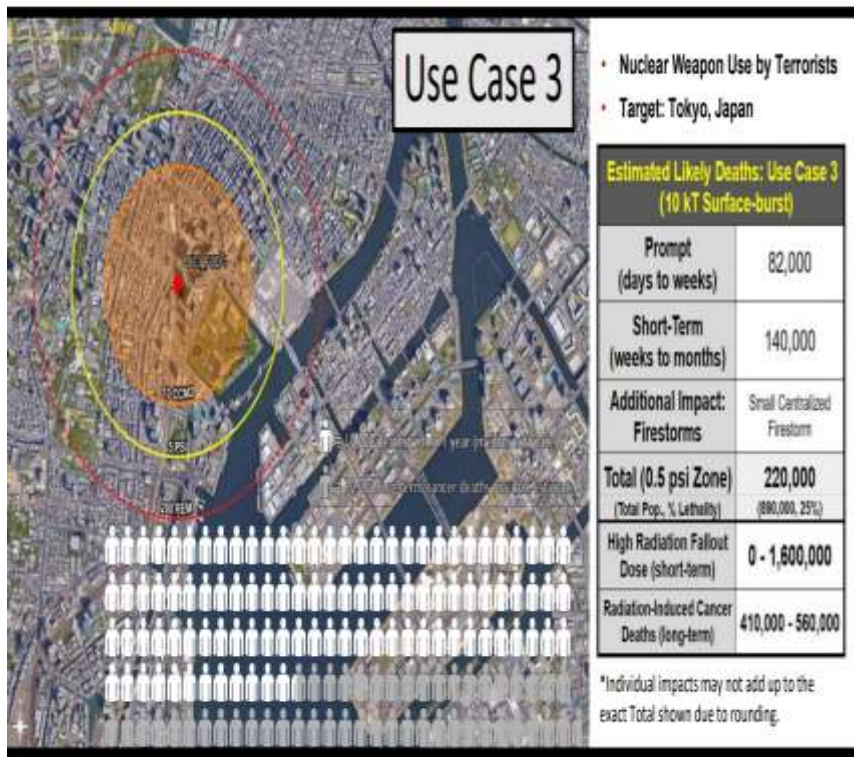 Use Case 3
• Nuclear Weapon Use by Terrorists
• Target: Tokyo, Japan
Estimated Likely Deaths: Use Case 3
(10 kT Surface-burst)
Prompt
(days to weeks)
82,000
Short-Term
(weeks to months)
140,000
Additional Impact:
Firestorms
Small Centralized
Firestorm
Total (0.5 psi Zone)
(Total Pop., % Lethality)
220,000
(890,000, 25%)
High Radiation Fallout
Dose (short-term)
0 - 1,600,000
Radiation-Induced Cancer
Deaths (long-term)
410,000 - 560,000
*Individual impacts may not add up to the
exact Total shown due to rounding.
5 PSI
REM
cancer deaths